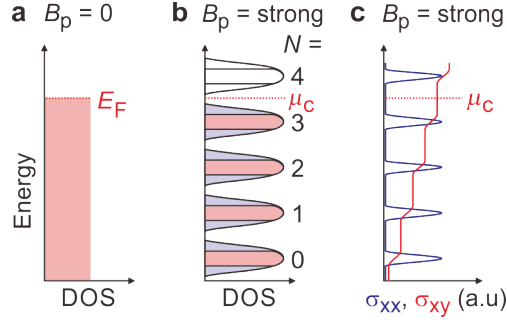 a B_p = 0
Energy
E_F
DOS
b B_p = strong
N =
4
μ_c
3
2
1
0
DOS
c B_p = strong
μ_c
σ_xx, σ_xy (a.u)